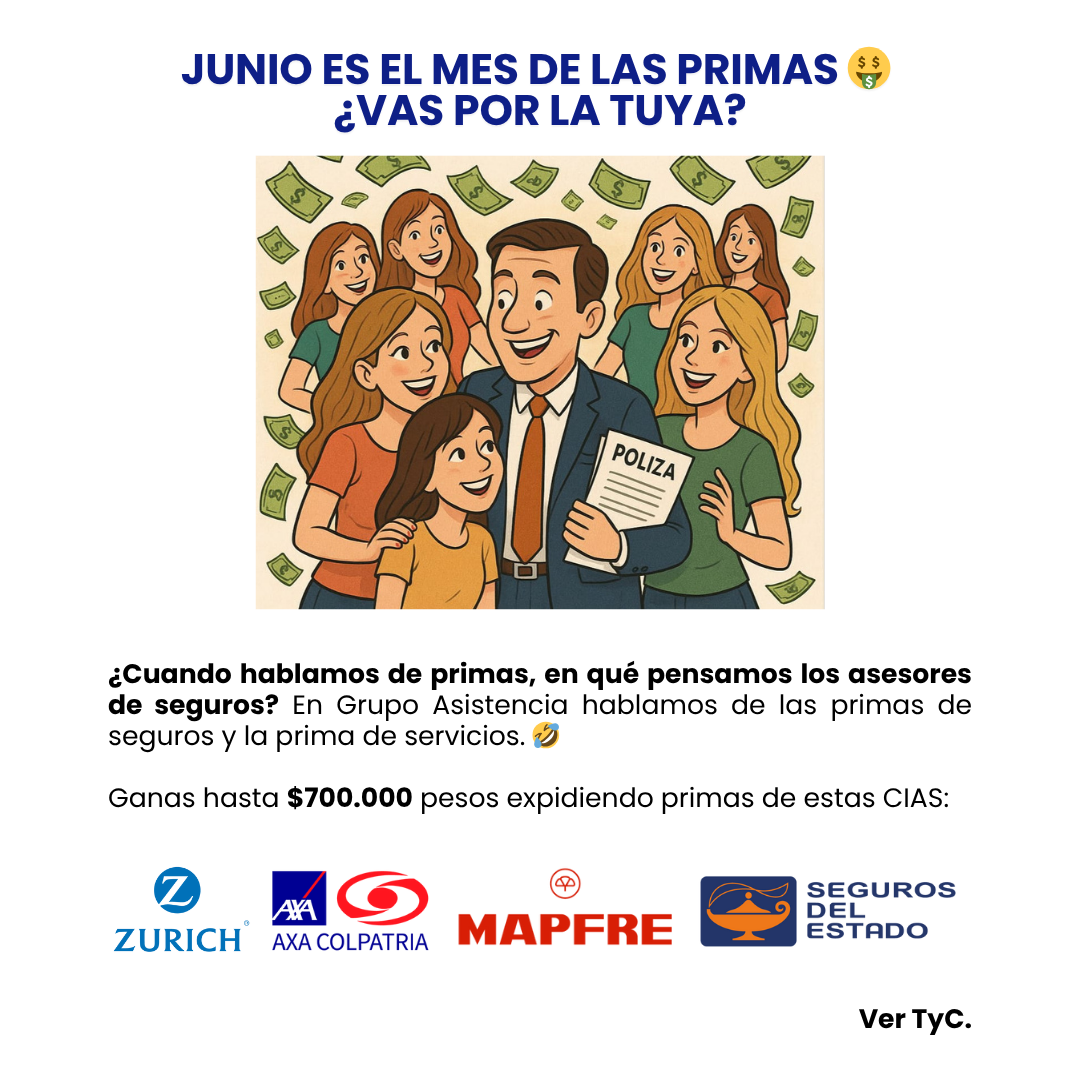 JUNIO ES EL MES DE LAS PRIMAS 🤑
¿VAS POR LA TUYA?
POLIZA
¿Cuando hablamos de primas, en qué pensamos los asesores
de seguros? En Grupo Asistencia hablamos de las primas de
seguros y la prima de servicios. 🤣
Ganas hasta $700.000 pesos expidiendo primas de estas CIAS:
Z
ZURICH®
AXA
AXA COLPATRIA
MAPFRE
SEGUROS
DEL
ESTADO
Ver TyC.